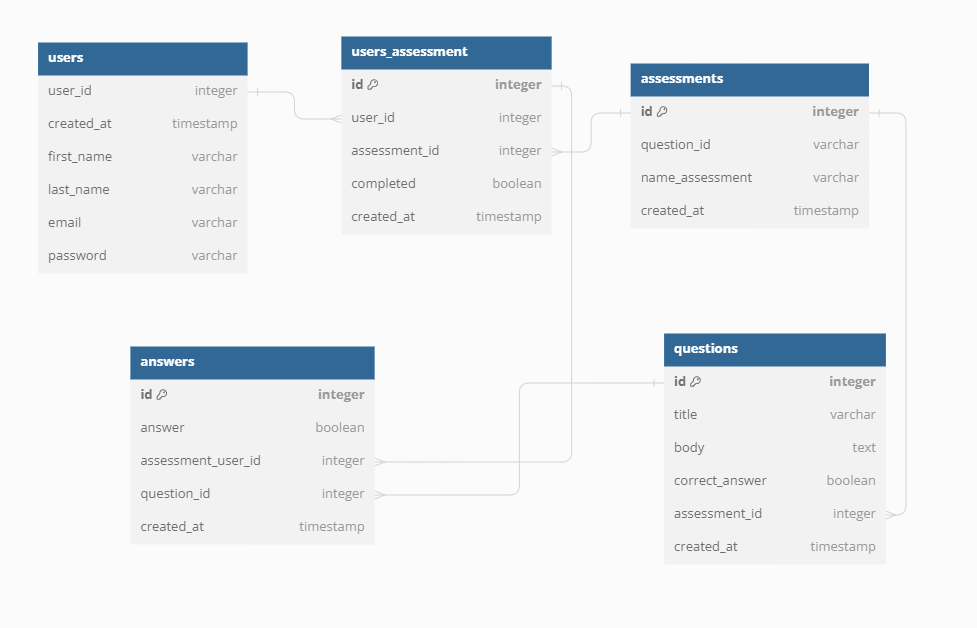 users
user_id integer
created_at timestamp
first_name varchar
last_name varchar
email varchar
password varchar
users_assessment
id integer
user_id integer
assessment_id integer
completed boolean
created_at timestamp
assessments
id integer
question_id varchar
name_assessment varchar
created_at timestamp
answers
id integer
answer boolean
assessment_user_id integer
question_id integer
created_at timestamp
questions
id integer
title varchar
body text
correct_answer boolean
assessment_id integer
created_at timestamp